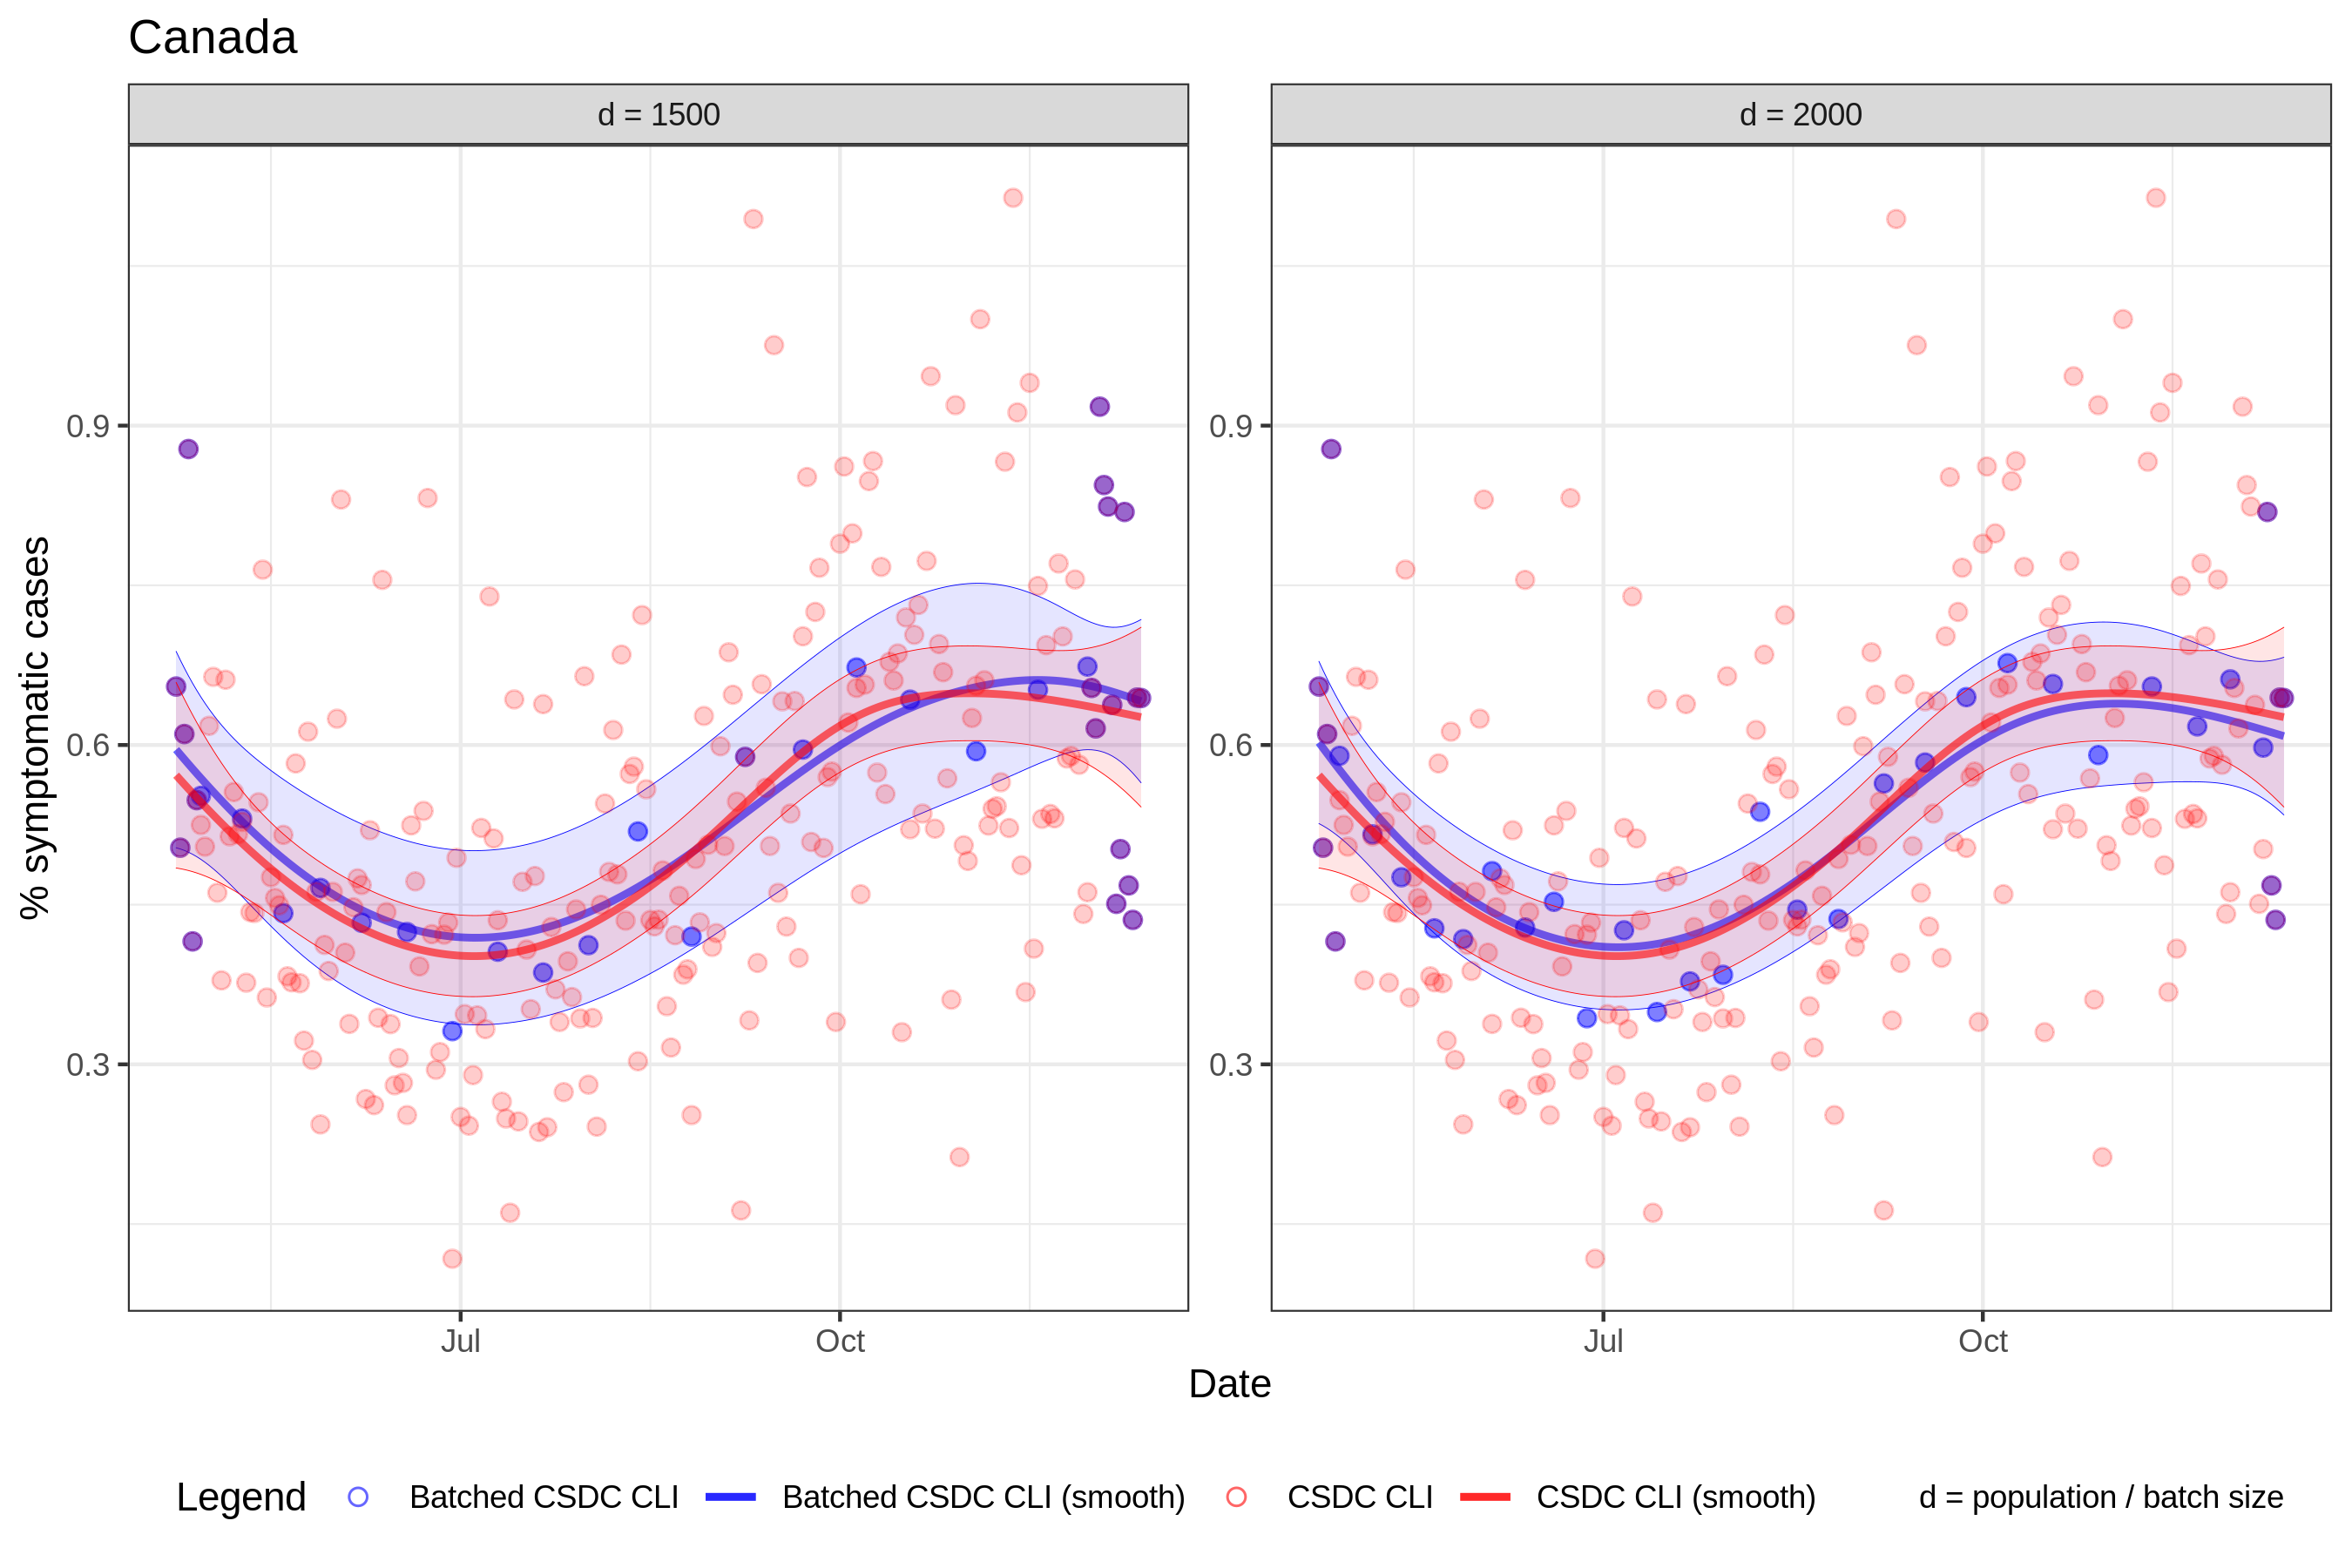 Canada
d = 1500
d = 2000
% symptomatic cases
0.9
0.6
0.3
0.9
0.6
0.3
Jul
Oct
Jul
Oct
Date
Legend
Batched CSDC CLI
Batched CSDC CLI (smooth)
CSDC CLI
CSDC CLI (smooth)
d = population / batch size